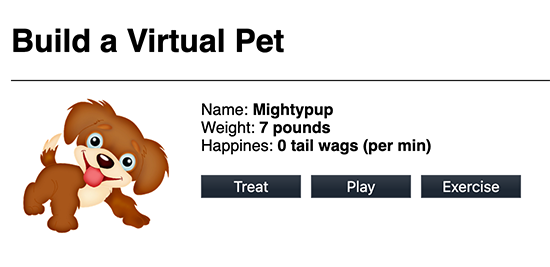 Build a Virtual Pet
Name: Mightypup
Weight: 7 pounds
Happines: 0 tail wags (per min)
Treat Play Exercise